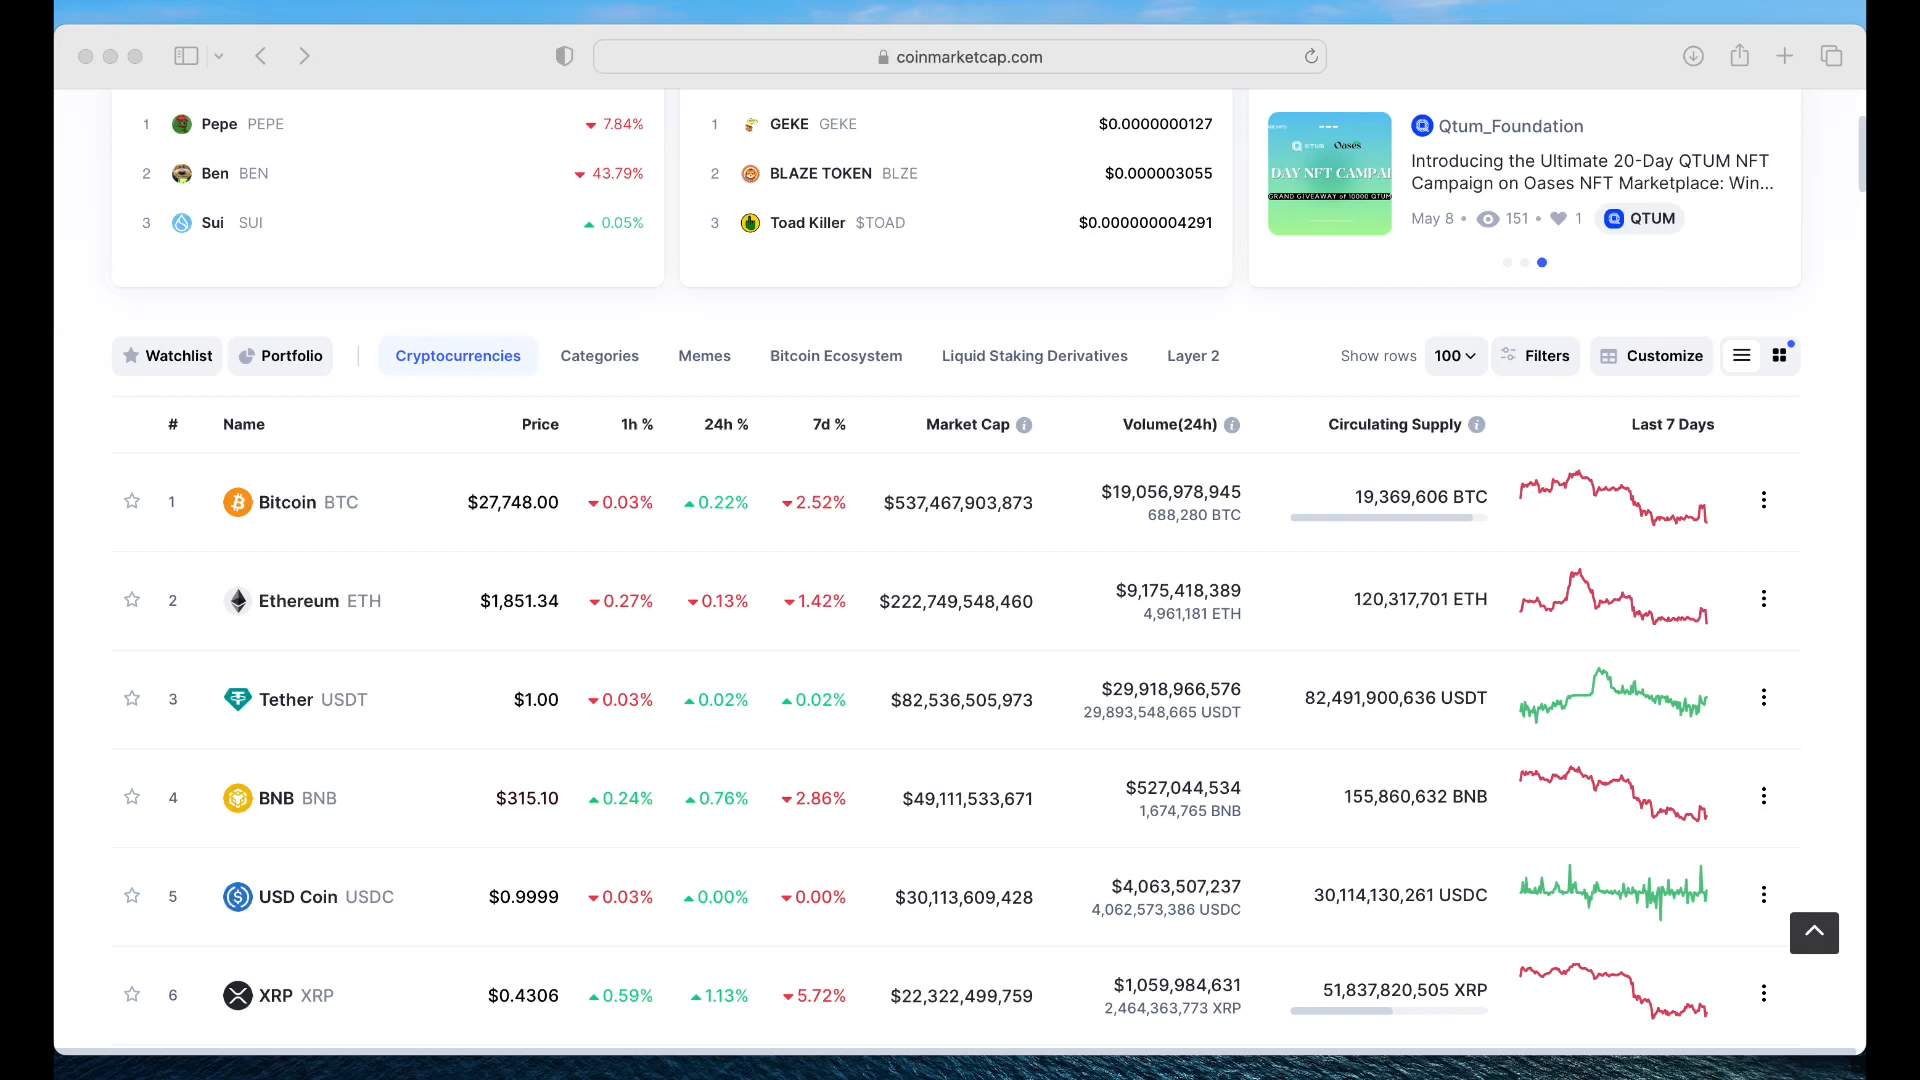 coinmarketcap.com
1 Pepe PEPE 7.84%
2 Ben BEN 43.79%
3 Sui SUI 0.05%
1 GEKE GEKE $0.0000000127
2 BLAZE TOKEN BLZE $0.000003055
3 Toad Killer $TOAD $0.000000004291
QTUM Oases
DAY NFT CAMPAI
GRAND GIVEAWAY of 10000 QTUM
Qtum_Foundation
Introducing the Ultimate 20-Day QTUM NFT
Campaign on Oases NFT Marketplace: Win...
May 8 • 151 • 1 QTUM
Watchlist Portfolio Cryptocurrencies Categories Memes Bitcoin Ecosystem Liquid Staking Derivatives Layer 2 Show rows 100 Filters Customize
# Name Price 1h % 24h % 7d % Market Cap Volume(24h) Circulating Supply Last 7 Days
1 Bitcoin BTC $27,748.00 0.03% 0.22% 2.52% $537,467,903,873 $19,056,978,945 19,369,606 BTC
688,280 BTC
2 Ethereum ETH $1,851.34 0.27% 0.13% 1.42% $222,749,548,460 $9,175,418,389 120,317,701 ETH
4,961,181 ETH
3 Tether USDT $1.00 0.03% 0.02% 0.02% $82,536,505,973 $29,918,966,576 82,491,900,636 USDT
29,893,548,665 USDT
4 BNB BNB $315.10 0.24% 0.76% 2.86% $49,111,533,671 $527,044,534 155,860,632 BNB
1,674,765 BNB
5 USD Coin USDC $0.9999 0.03% 0.00% 0.00% $30,113,609,428 $4,063,507,237 30,114,130,261 USDC
4,062,573,386 USDC
6 XRP XRP $0.4306 0.59% 1.13% 5.72% $22,322,499,759 $1,059,984,631 51,837,820,505 XRP
2,464,363,773 XRP